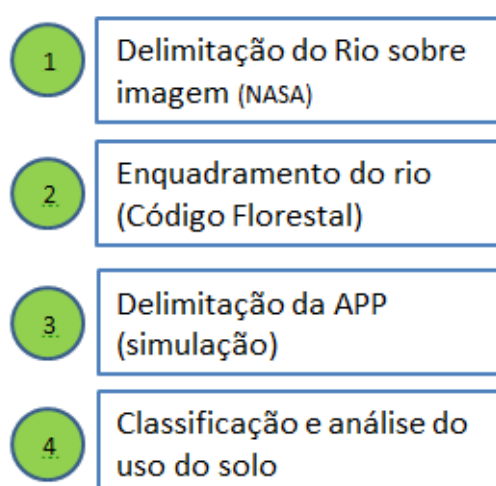 1
Delimitação do Rio sobre
imagem (NASA)
2
Enquadramento do rio
(Código Florestal)
3
Delimitação da APP
(simulação)
4
Classificação e análise do
uso do solo